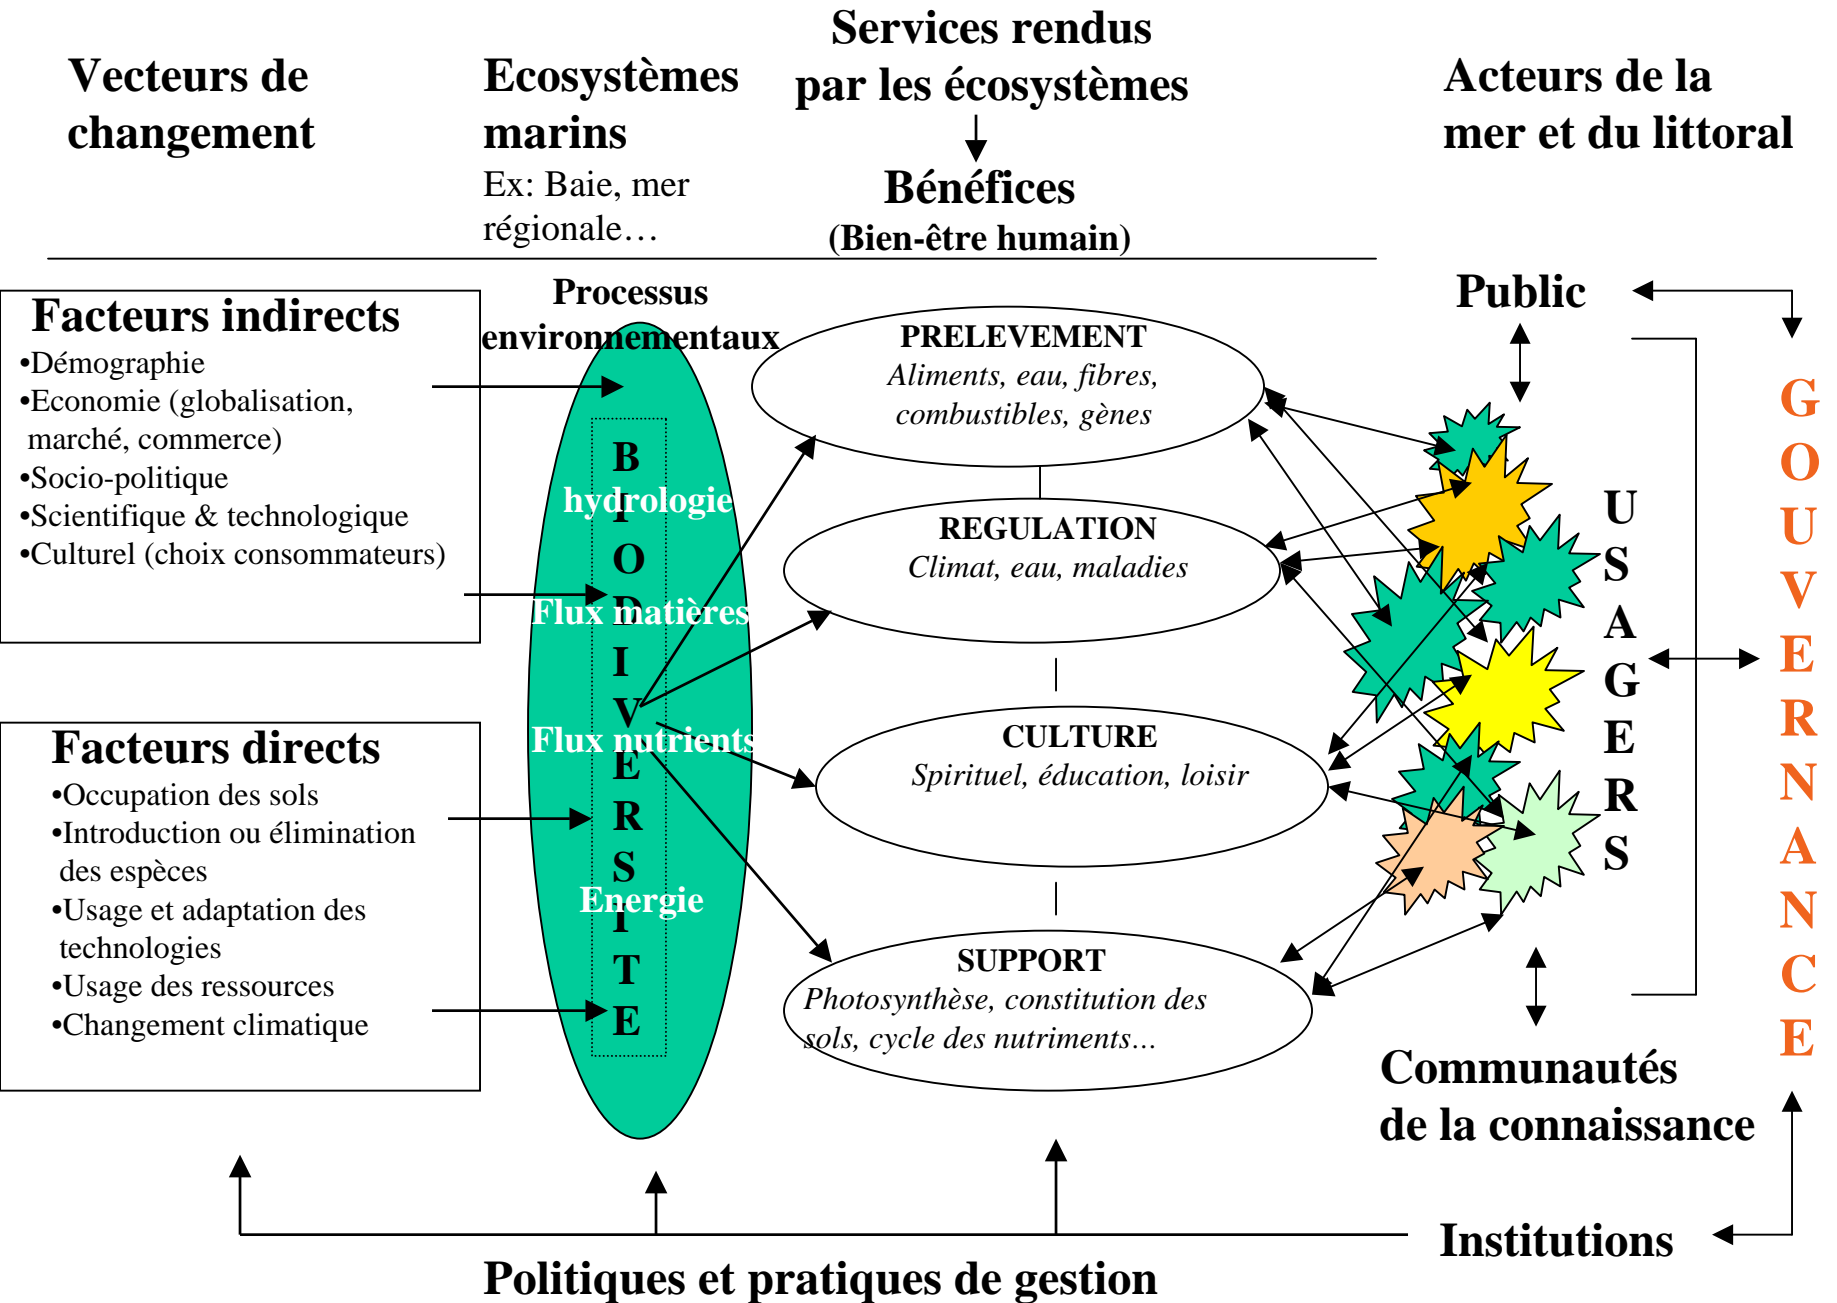 Vecteurs de
changement
Ecosystèmes
marins
Ex: Baie, mer
régionale…
Services rendus
par les écosystèmes
Bénéfices
(Bien-être humain)
Acteurs de la
mer et du littoral
Facteurs indirects
•Démographie
•Economie (globalisation,
marché, commerce)
•Socio-politique
•Scientifique & technologique
•Culturel (choix consommateurs)
Facteurs directs
•Occupation des sols
•Introduction ou élimination
des espèces
•Usage et adaptation des
technologies
•Usage des ressources
•Changement climatique
Processus
environnementaux
BIODIVERSITE
hydrologie
Flux matières
Flux nutrients
Energie
PRELEVEMENT
Aliments, eau, fibres,
combustibles, gènes
REGULATION
Climat, eau, maladies
CULTURE
Spirituel, éducation, loisir
SUPPORT
Photosynthèse, constitution des
sols, cycle des nutriments…
Public
USAGERS
Communautés
de la connaissance
GOUVERNANCE
Institutions
Politiques et pratiques de gestion